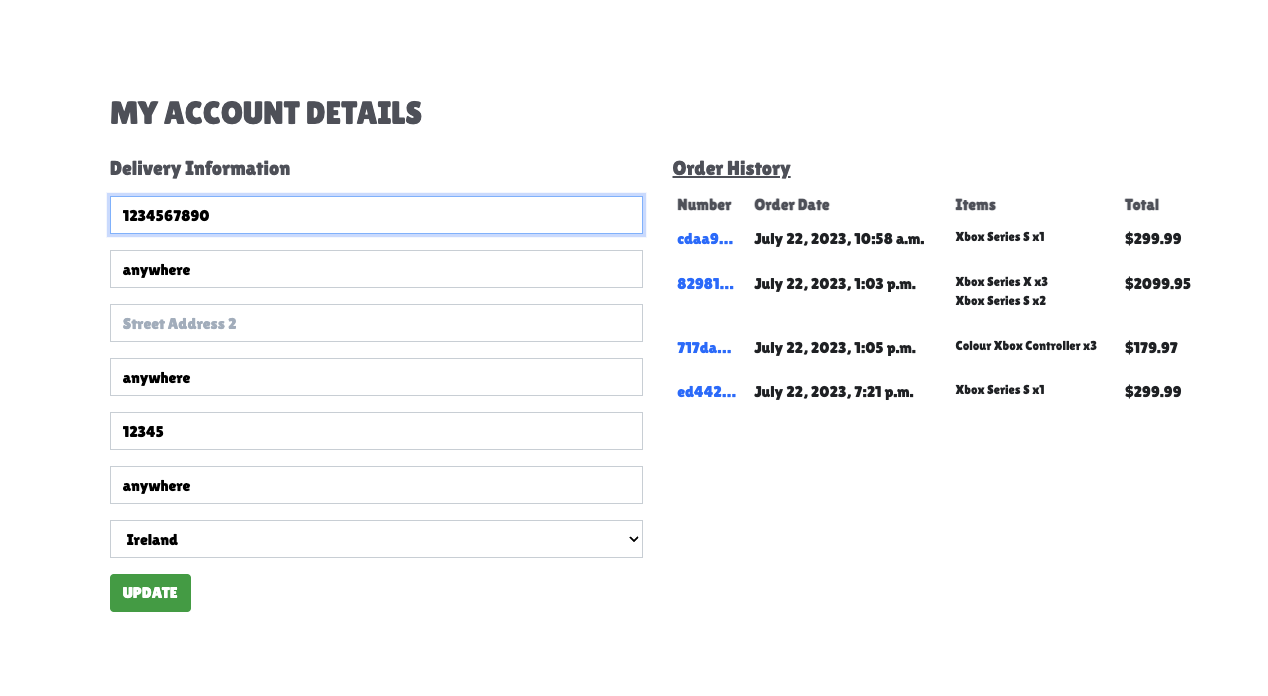 MY ACCOUNT DETAILS
Delivery Information
1234567890
anywhere
Street Address 2
anywhere
12345
anywhere
Ireland
UPDATE
Order History
Number Order Date Items Total
cdaa9... July 22, 2023, 10:58 a.m. Xbox Series S x1 $299.99
82981... July 22, 2023, 1:03 p.m. Xbox Series X x3 $2099.95
Xbox Series S x2
717da... July 22, 2023, 1:05 p.m. Colour Xbox Controller x3 $179.97
ed442... July 22, 2023, 7:21 p.m. Xbox Series S x1 $299.99